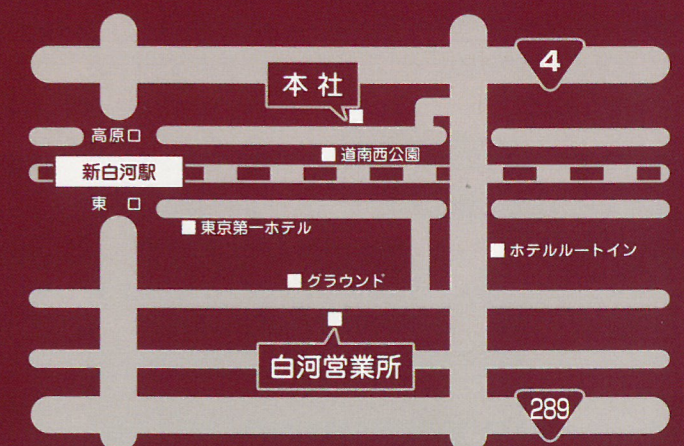 4
本社
高原口
道南西公園
新白河駅
東 口
東京第一ホテル
ホテルルートイン
グラウンド
白河営業所
289